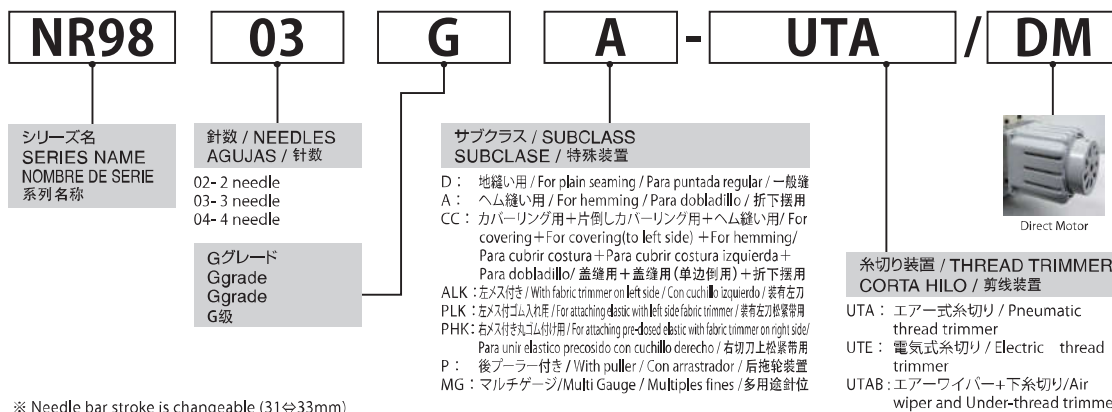 NR98 03 G A - UTA / DM
シリーズ名
SERIES NAME
NOMBRE DE SERIE
系列名称
針数 / NEEDLES
AGUJAS / 针数
02- 2 needle
03- 3 needle
04- 4 needle
Gグレード
Ggrade
Ggrade
G级
サブクラス / SUBCLASS
SUBCLASE / 特殊装置
D : 地縫い用 / For plain seaming / Para puntada regular / 一般缝
A : ヘム縫い用 / For hemming / Para dobladillo / 折下摆用
CC : カバーリング用+片倒しカバーリング用+ヘム縫い用/ For
covering+For covering(to left side) +For hemming/
Para cubrir costura+Para cubrir costura izquierda+
Para dobladillo/ 盖缝用+盖缝用(单边倒用)+折下摆用
ALK : 左メス付き / With fabric trimmer on left side / Con cuchillo izquierdo / 装有左刀
PLK : 左メス付ゴム入れ用 / For attaching elastic with left side fabric trimmer / 装有左刀松紧带用
PHK : 右メス付き丸ゴム付け用 / For attaching pre-closed elastic with fabric trimmer on right side/
Para unir elastico precosido con cuchillo derecho / 右切刀上松紧带用
P : 後プーラー付き / With puller / Con arrastrador / 后拖轮装置
MG : マルチゲージ/Multi Gauge / Multiples fines / 多用途針位
Direct Motor
糸切り装置 / THREAD TRIMMER
CORTA HILO / 剪线装置
UTA : エアー式糸切り / Pneumatic
thread trimmer
UTE : 電気式糸切り / Electric thread
trimmer
UTAB : エアーワイパー+下糸切り/Air
wiper and Under-thread trimme
※ Needle bar stroke is changeable (31⇔33mm)